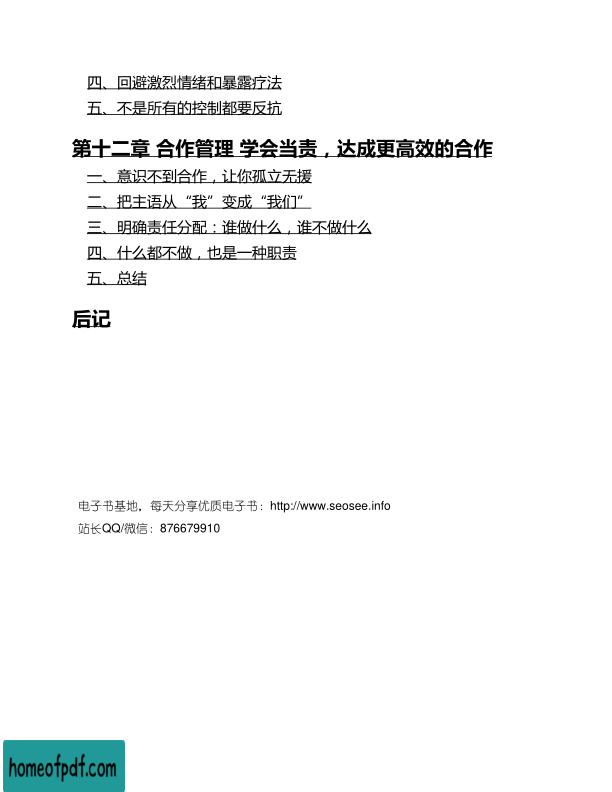 四、回避激烈情绪和暴露疗法
五、不是所有的控制都要反抗
第十二章 合作管理 学会当责，达成更高效的合作
一、意识不到合作，让你孤立无援
二、把主语从“我”变成“我们”
三、明确责任分配：谁做什么，谁不做什么
四、什么都不做，也是一种职责
五、总结
后记
电子书基地，每天分享优质电子书：http://www.seosee.info
站长QQ/微信：876679910
homeofpdf.com